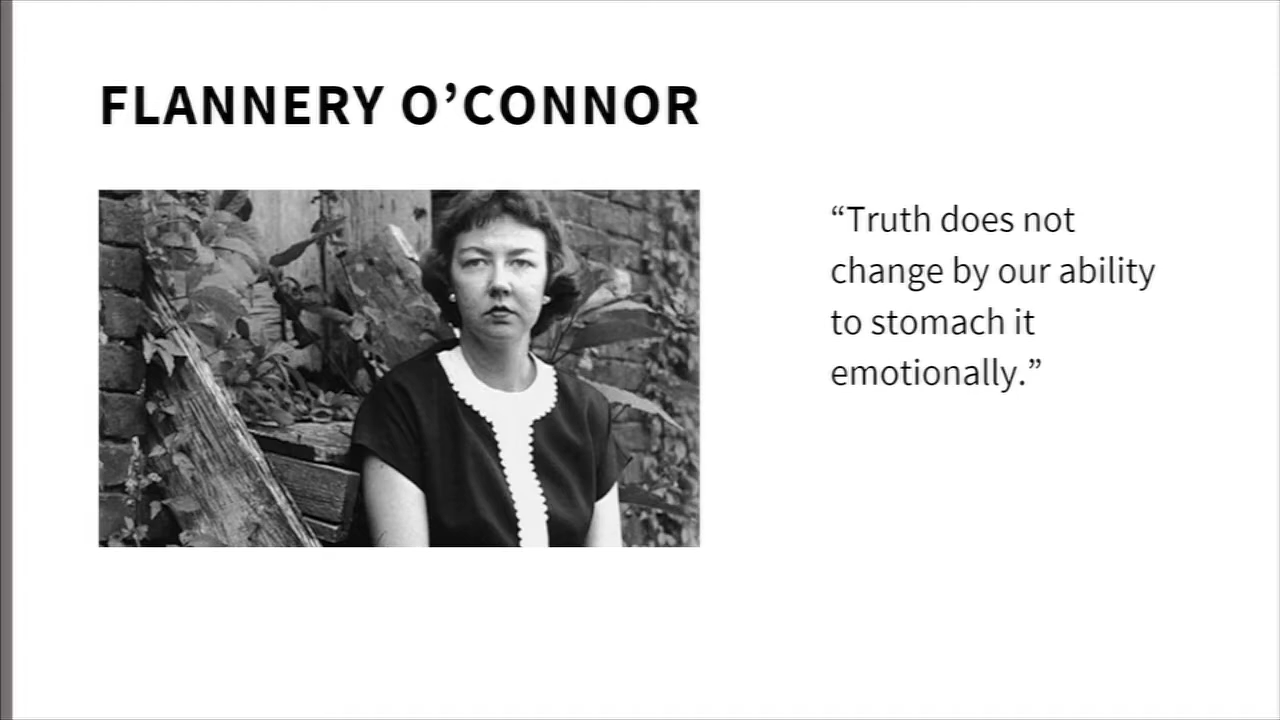 FLANNERY O’CONNOR
“Truth does not
change by our ability
to stomach it
emotionally.”